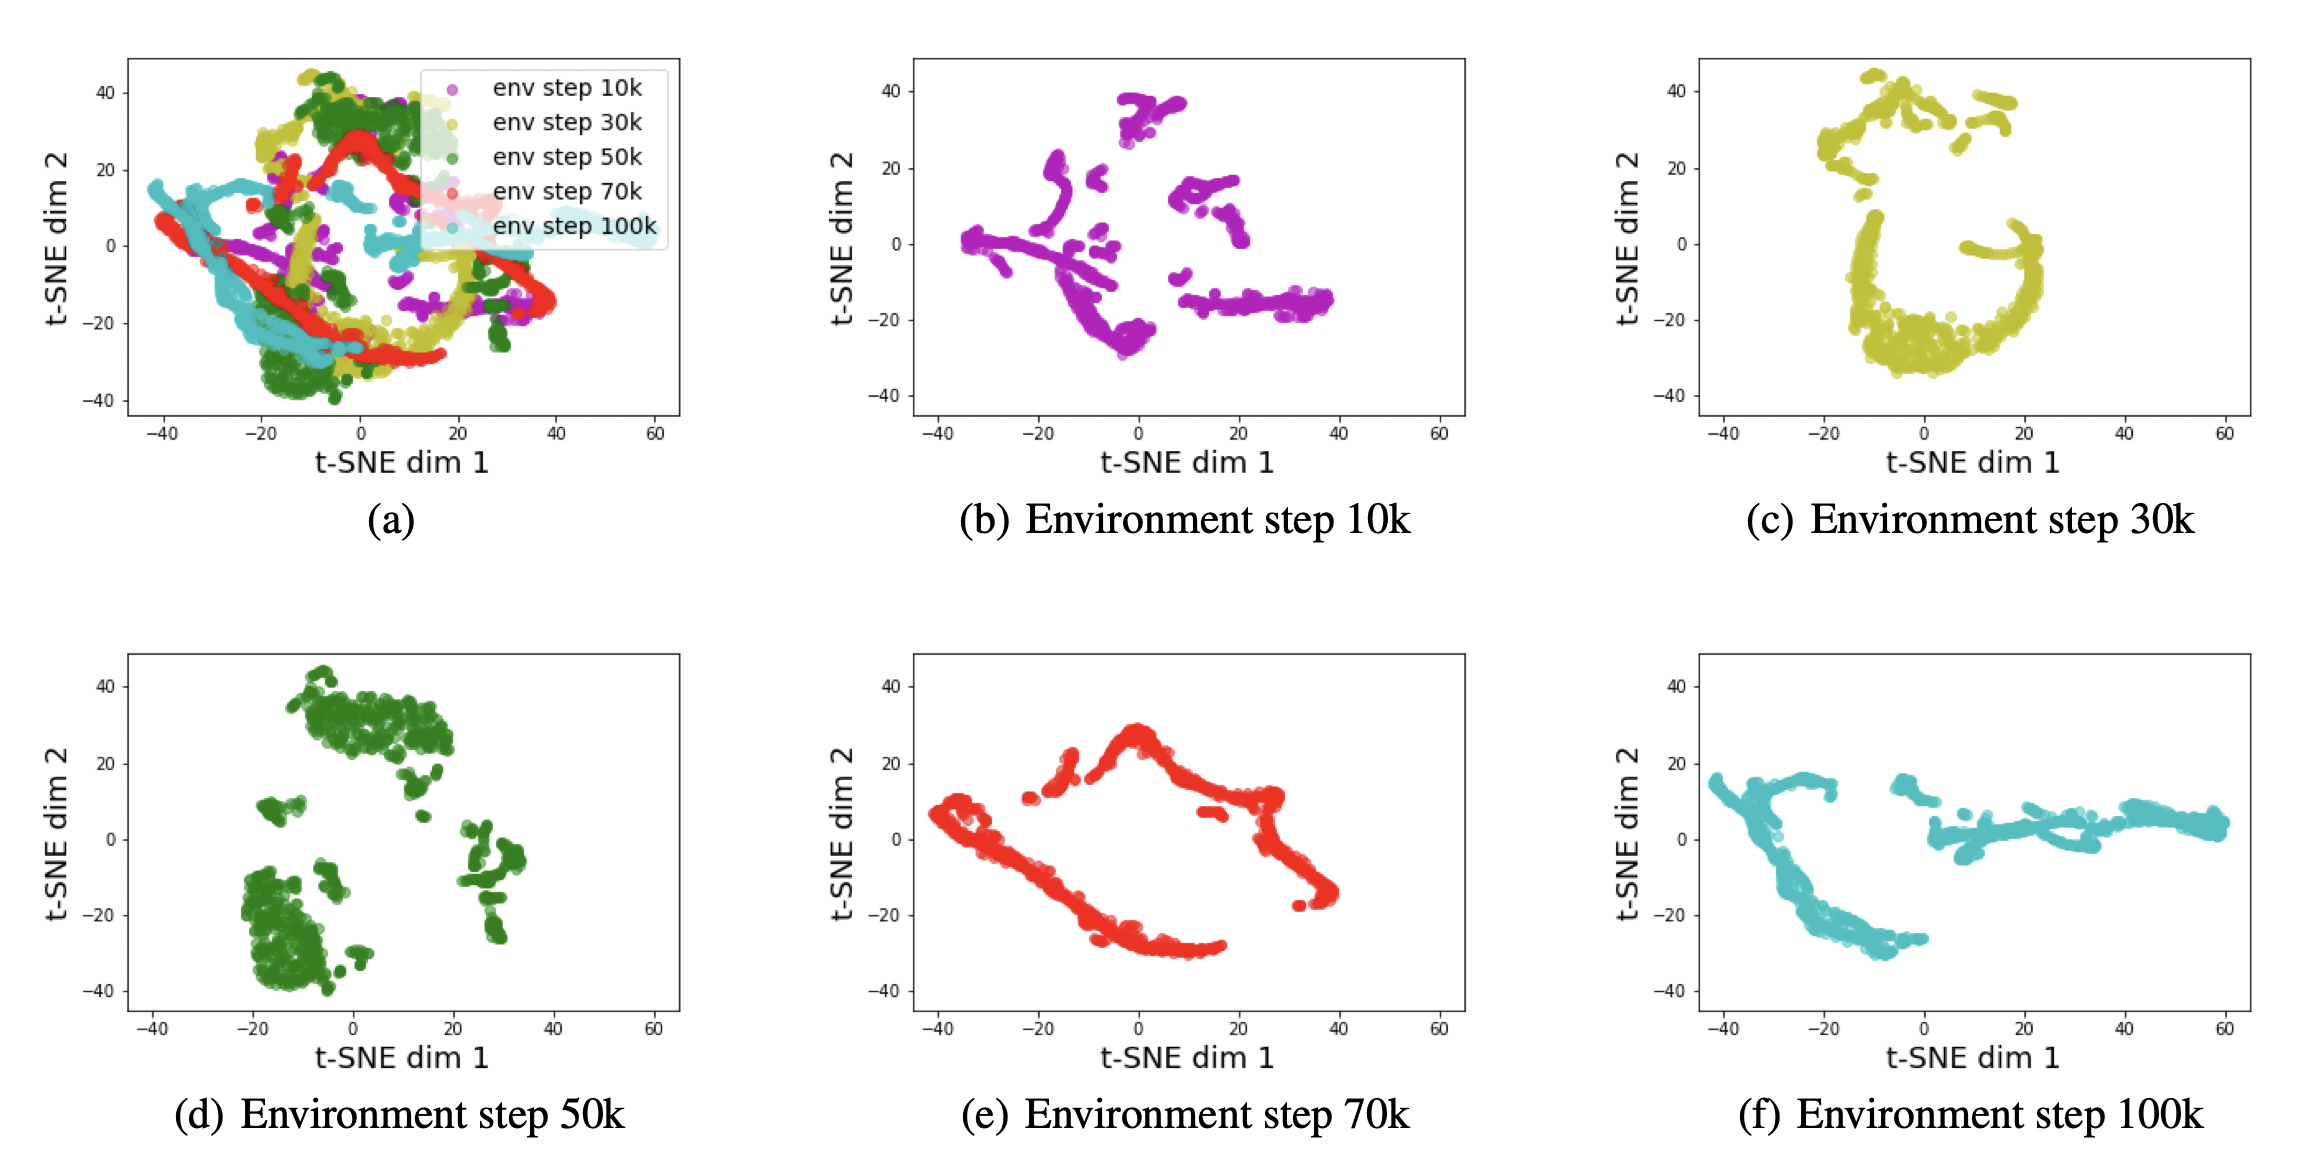 40
20
0
−20
−40
t-SNE dim 2
−40 −20 0 20 40 60
t-SNE dim 1
env step 10k
env step 30k
env step 50k
env step 70k
env step 100k
(a)
40
20
0
−20
−40
t-SNE dim 2
−40 −20 0 20 40 60
t-SNE dim 1
(b) Environment step 10k
40
20
0
−20
−40
t-SNE dim 2
−40 −20 0 20 40 60
t-SNE dim 1
(c) Environment step 30k
40
20
0
−20
−40
t-SNE dim 2
−40 −20 0 20 40 60
t-SNE dim 1
(d) Environment step 50k
40
20
0
−20
−40
t-SNE dim 2
−40 −20 0 20 40 60
t-SNE dim 1
(e) Environment step 70k
40
20
0
−20
−40
t-SNE dim 2
−40 −20 0 20 40 60
t-SNE dim 1
(f) Environment step 100k